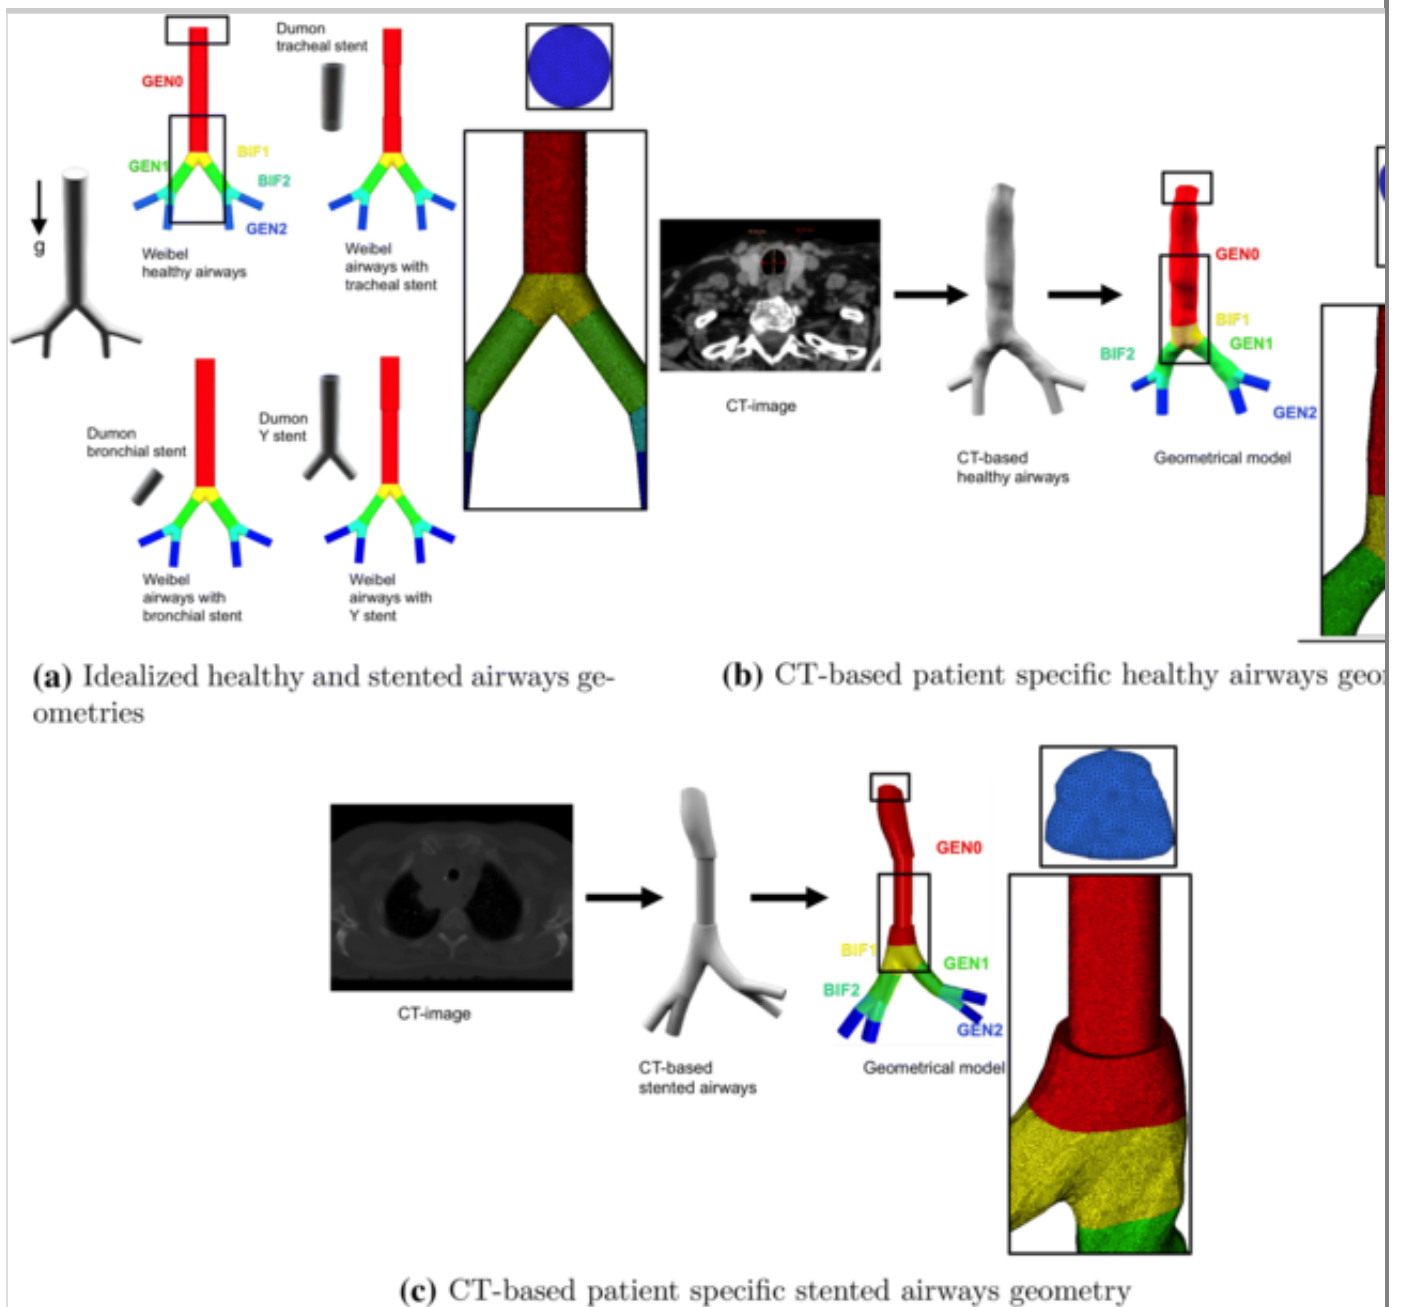 Dumon
tracheal stent
GEN0
GEN1
BIF1
BIF2
GEN2
g
Weibel
healthy airways
Weibel
airways with
tracheal stent
Dumon
bronchial stent
Dumon
Y stent
Weibel
airways with
bronchial stent
Weibel
airways with
Y stent
CT-image
CT-based
healthy airways
GEN0
BIF1
GEN1
BIF2
GEN2
Geometrical model
(a) Idealized healthy and stented airways ge-
ometries
(b) CT-based patient specific healthy airways
CT-image
CT-based
stented airways
GEN0
BIF1
GEN1
BIF2
GEN2
Geometrical model
(c) CT-based patient specific stented airways geometry